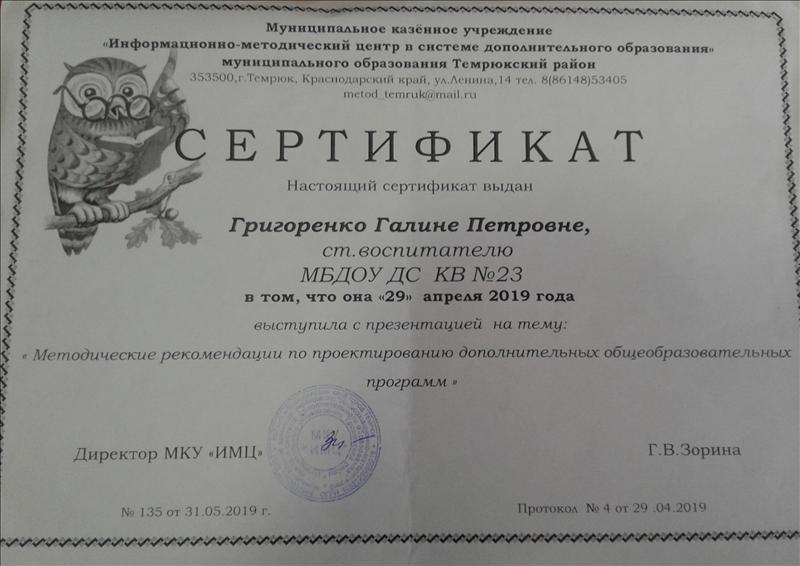 Муниципальное казённое учреждение
«Информационно-методический центр в системе дополнительного образования»
муниципального образования Темрюкский район
353500,г.Темрюк, Краснодарский край, ул.Ленина,14 тел. 8(86148)53405
metod_temruk@mail.ru
СЕРТИФИКАТ
Настоящий сертификат выдан
Григоренко Галине Петровне,
ст.воспитателю
МБДОУ ДС КВ №23
в том, что она «29» апреля 2019 года
выступила с презентацией на тему:
« Методические рекомендации по проектированию дополнительных общеобразовательных
программ »
МКУ
ИМЦ
Директор МКУ «ИМЦ»
Г.В.Зорина
№ 135 от 31.05.2019 г.
Протокол № 4 от 29 .04.2019